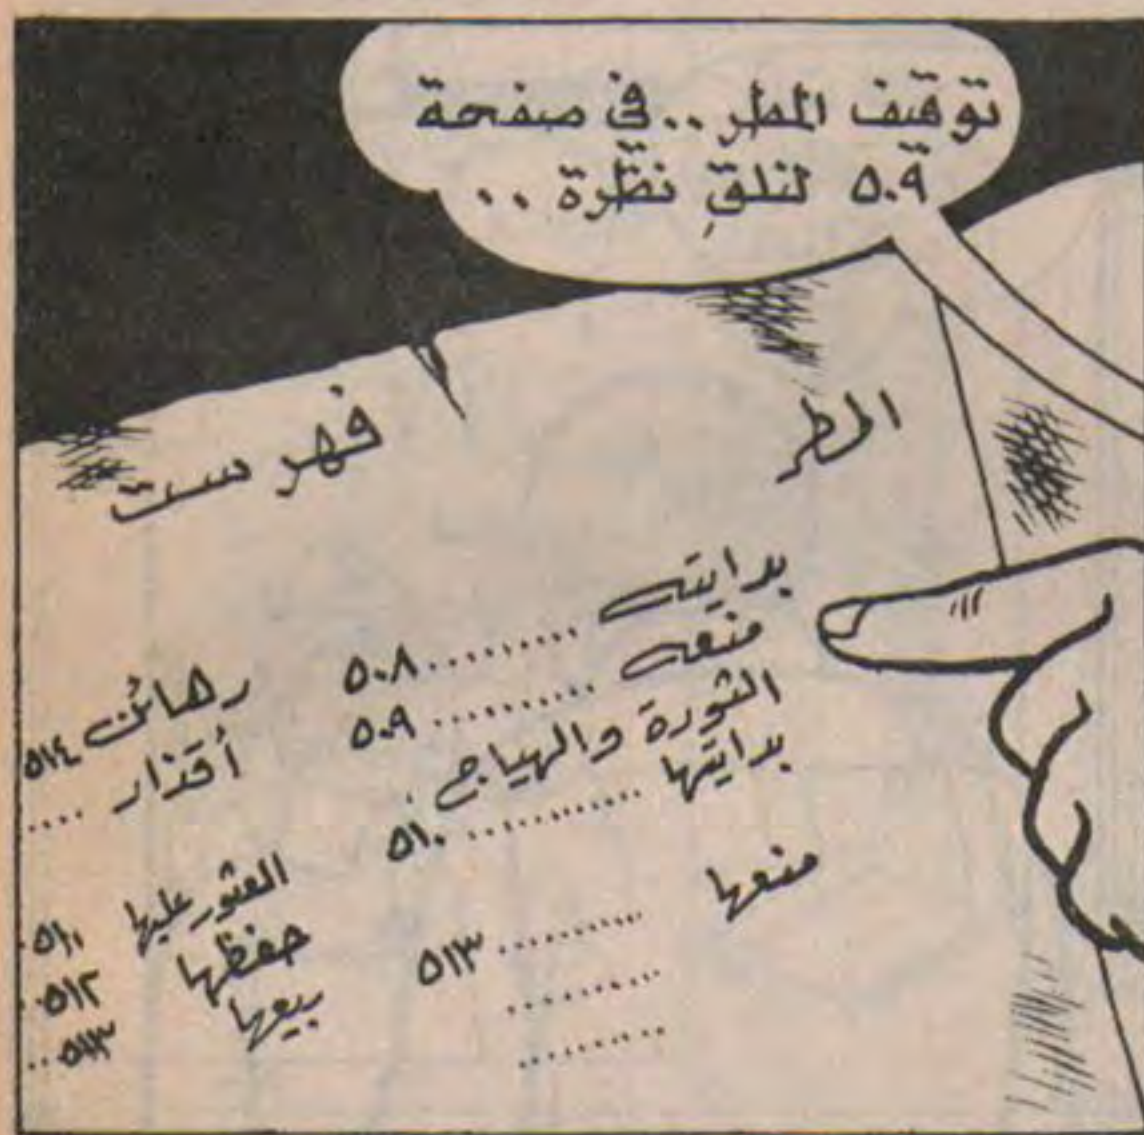 توقيف المطر .. في صفحة
٥٠٩ لنلقِ نظرة ..
المطر
فهرست
بدايته .......... ٥٠٨
منعه .......... ٥٠٩
الثورة والهياج .
بدايتها ............ ٥١٠
منعها .......... ٥١٣
..........
..........
رهائن ٥١٤
أقذار ....
العثور عليها ٥١١.
حفظها ٥١٢.
بيعها ٥١٣..